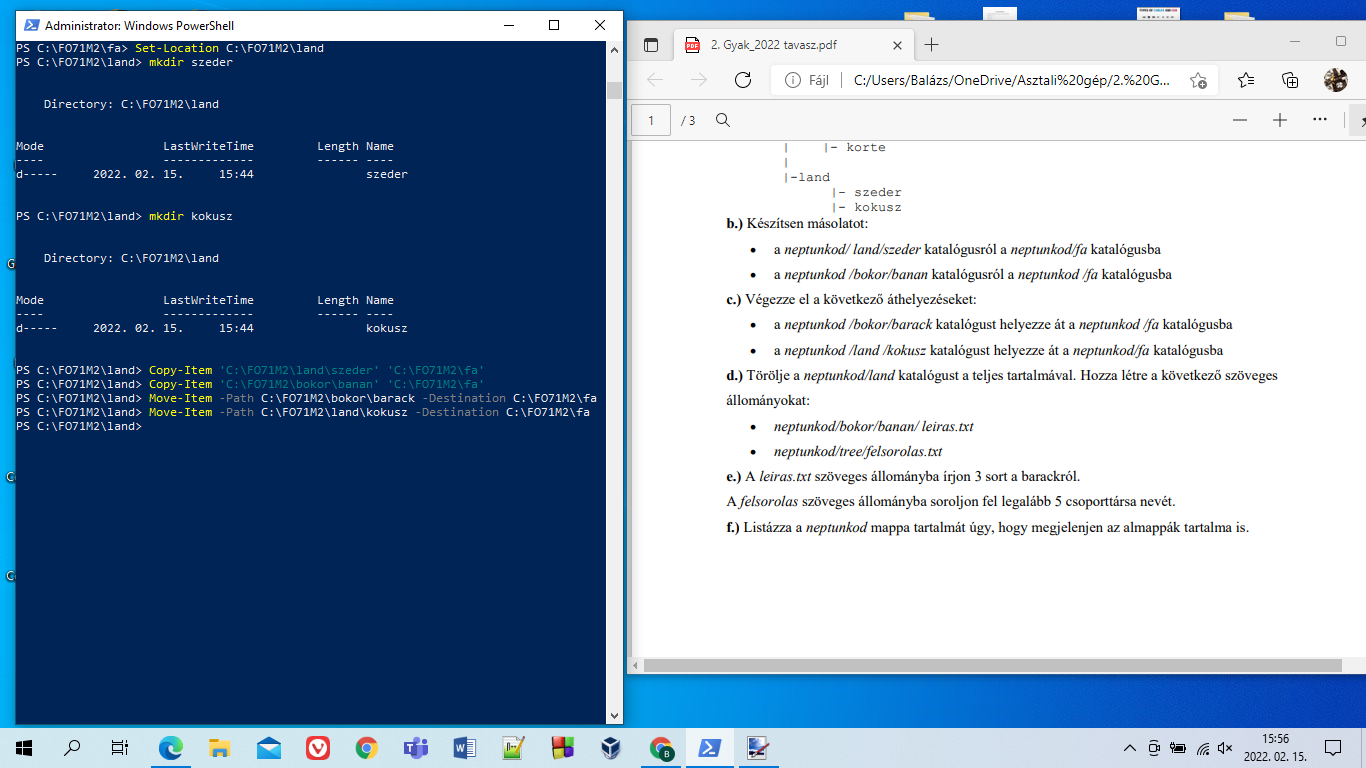 Administrator: Windows PowerShell
PS C:\FO71M2\fa> Set-Location C:\FO71M2\land
PS C:\FO71M2\land> mkdir szeder
Directory: C:\FO71M2\land
Mode LastWriteTime Length Name
---- ------------- ------ ----
d----- 2022. 02. 15. 15:44 szeder
PS C:\FO71M2\land> mkdir kokusz
Directory: C:\FO71M2\land
Mode LastWriteTime Length Name
---- ------------- ------ ----
d----- 2022. 02. 15. 15:44 kokusz
PS C:\FO71M2\land> Copy-Item 'C:\FO71M2\land\szeder' 'C:\FO71M2\fa'
PS C:\FO71M2\land> Copy-Item 'C:\FO71M2\bokor\banan' 'C:\FO71M2\fa'
PS C:\FO71M2\land> Move-Item -Path C:\FO71M2\bokor\barack -Destination C:\FO71M2\fa
PS C:\FO71M2\land> Move-Item -Path C:\FO71M2\land\kokusz -Destination C:\FO71M2\fa
PS C:\FO71M2\land>
2. Gyak_2022 tavasz.pdf
Fájl C:/Users/Balázs/OneDrive/Asztali%20gép/2.%20G...
1 / 3
| |- korte
|
|-land
|- szeder
|- kokusz
b.) Készítsen másolatot:
• a neptunkod/ land/szeder katalógusról a neptunkod/fa katalógusba
• a neptunkod /bokor/banan katalógusról a neptunkod /fa katalógusba
c.) Végezze el a következő áthelyezéseket:
• a neptunkod /bokor/barack katalógust helyezze át a neptunkod /fa katalógusba
• a neptunkod /land /kokusz katalógust helyezze át a neptunkod/fa katalógusba
d.) Törölje a neptunkod/land katalógust a teljes tartalmával. Hozza létre a következő szöveges
állományokat:
• neptunkod/bokor/banan/ leiras.txt
• neptunkod/tree/felsorolas.txt
e.) A leiras.txt szöveges állományba írjon 3 sort a barackról.
A felsorolas szöveges állományba soroljon fel legalább 5 csoporttársa nevét.
f.) Listázza a neptunkod mappa tartalmát úgy, hogy megjelenjen az almappák tartalma is.
15:56
2022. 02. 15.